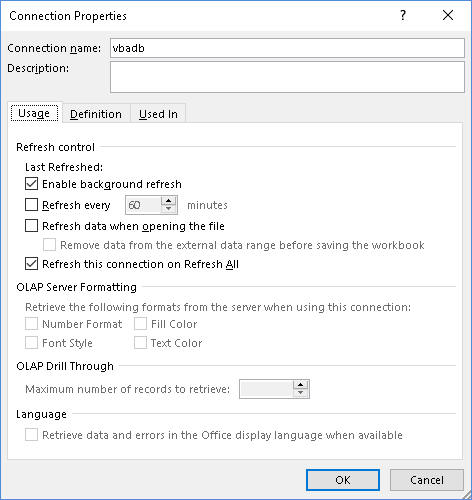 Connection Properties ? ×
Connection name: vbadb
Description:
Usage Definition Used In
Refresh control
Last Refreshed:
Enable background refresh
Refresh every 60 minutes
Refresh data when opening the file
Remove data from the external data range before saving the workbook
Refresh this connection on Refresh All
OLAP Server Formatting
Retrieve the following formats from the server when using this connection:
Number Format Fill Color
Font Style Text Color
OLAP Drill Through
Maximum number of records to retrieve:
Language
Retrieve data and errors in the Office display language when available
OK Cancel